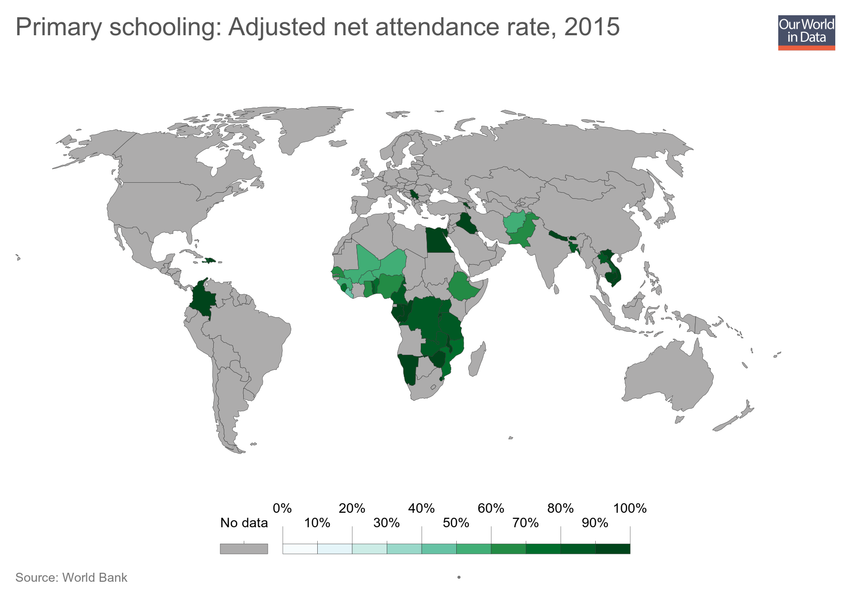 Primary schooling: Adjusted net attendance rate, 2015
Our World
in Data
0% 20% 40% 60% 80% 100%
No data 10% 30% 50% 70% 90%
Source: World Bank